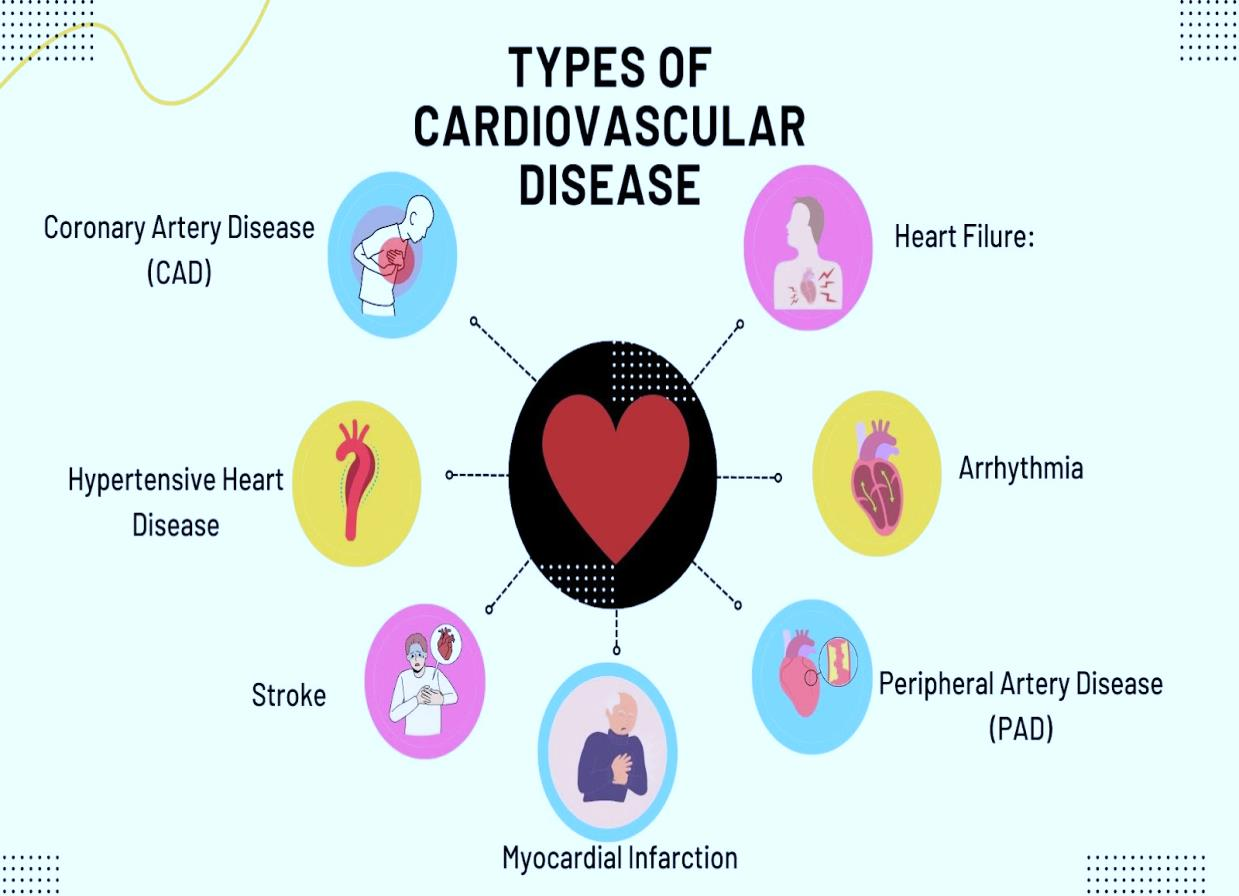 TYPES OF
CARDIOVASCULAR
DISEASE
Coronary Artery Disease
(CAD)
Heart Filure:
Hypertensive Heart
Disease
Arrhythmia
Stroke
Peripheral Artery Disease
(PAD)
Myocardial Infarction